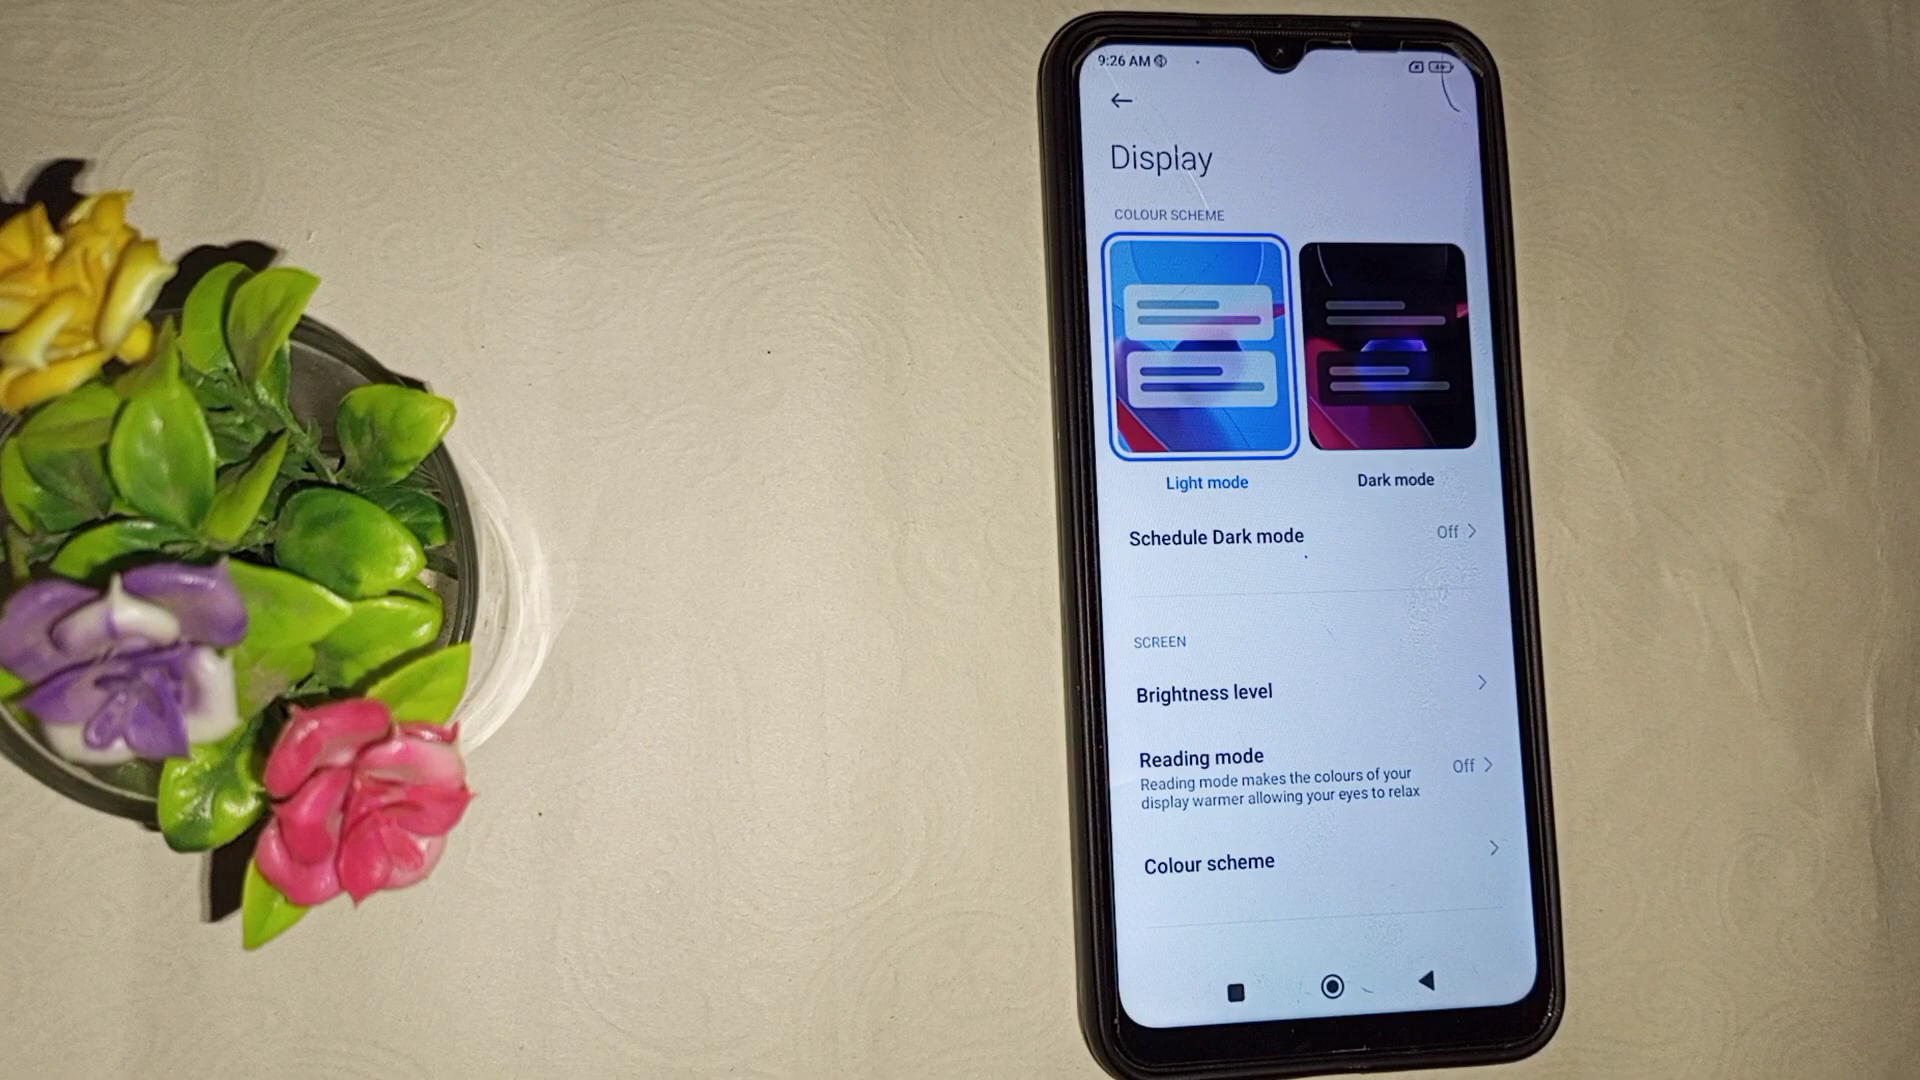 9:26 AM
Display
COLOUR SCHEME
Light mode
Dark mode
Schedule Dark mode
Off
SCREEN
Brightness level
Reading mode
Reading mode makes the colours of your
display warmer allowing your eyes to relax
Off
Colour scheme